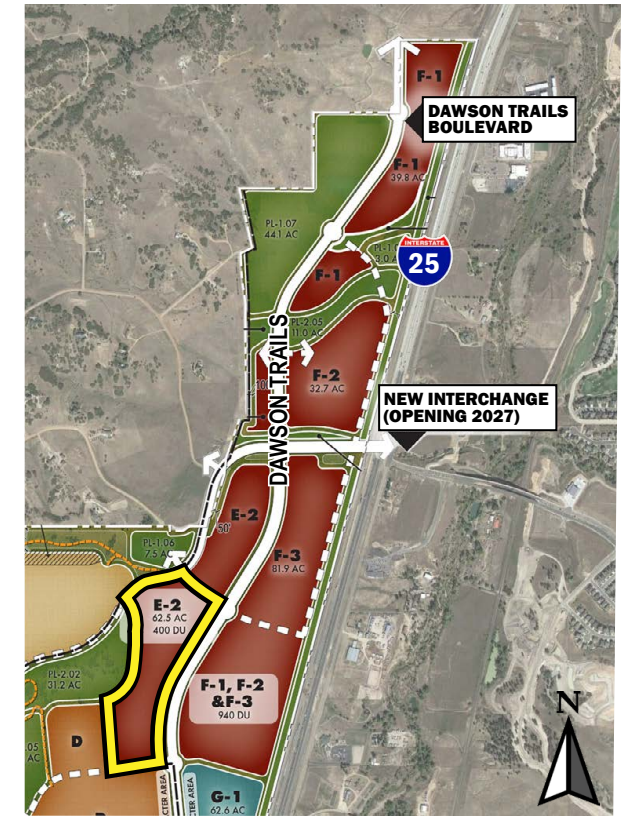 F-1
DAWSON TRAILS
BOULEVARD
F-1
39.8 AC
PL-1.07
44.1 AC
INTERSTATE
25
F-1
PL-2.05
11.0 AC
F-2
32.7 AC
DAWSON TRAILS
NEW INTERCHANGE
(OPENING 2027)
E-2
50'
F-3
81.9 AC
PL-1.06
7.5 AC
E-2
62.5 AC
400 DU
PL-2.02
31.2 AC
F-1, F-2
& F-3
940 DU
D
G-1
62.6 AC
N